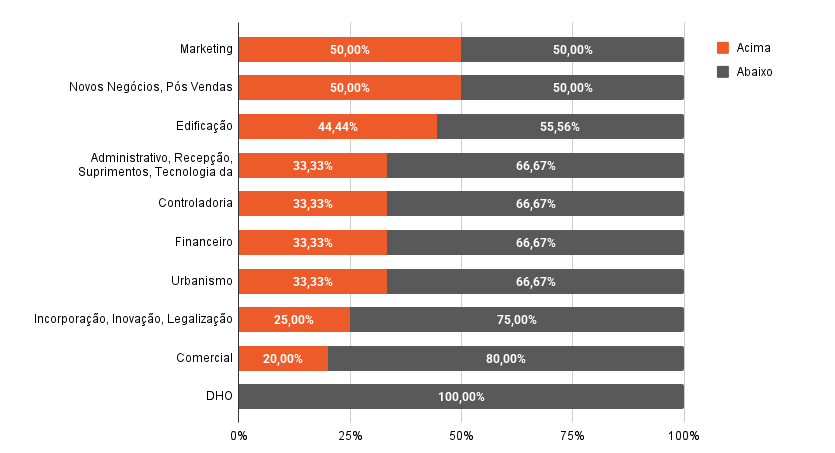 Marketing 50,00% 50,00%
Acima
Abaixo
Novos Negócios, Pós Vendas 50,00% 50,00%
Edificação 44,44% 55,56%
Administrativo, Recepção,
Suprimentos, Tecnologia da 33,33% 66,67%
Controladoria 33,33% 66,67%
Financeiro 33,33% 66,67%
Urbanismo 33,33% 66,67%
Incorporação, Inovação, Legalização 25,00% 75,00%
Comercial 20,00% 80,00%
DHO 100,00%
0% 25% 50% 75% 100%